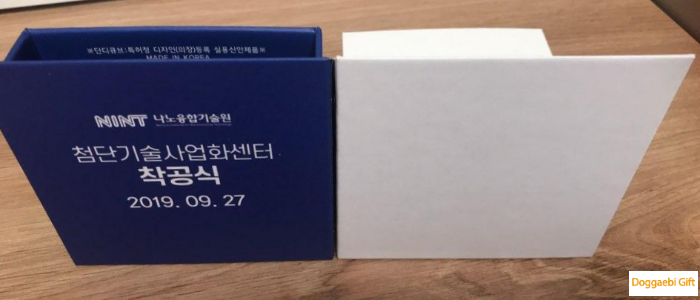 ※단디큐브:특허청 디자인(의장)등록 실용신안제품※
MADE IN KOREA
NINT 나노융합기술원
첨단기술사업화센터
착공식
2019. 09. 27
Doggaebi Gift